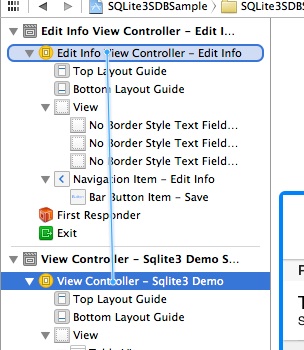 SQLite3SDBSample
Edit Info View Controller – Edit I...
Edit Info View Controller – Edit Info
Top Layout Guide
Bottom Layout Guide
View
No Border Style Text Field...
No Border Style Text Field...
No Border Style Text Field...
Navigation Item – Edit Info
Bar Button Item – Save
First Responder
Exit
View Controller – Sqlite3 Demo S...
View Controller – Sqlite3 Demo
Top Layout Guide
Bottom Layout Guide
View